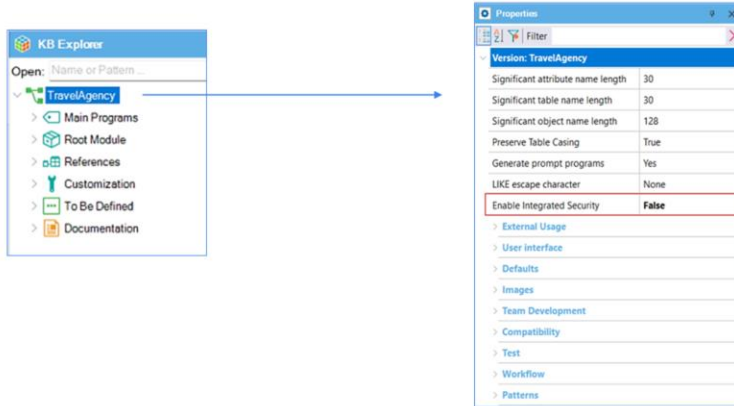 KB Explorer
Open: Name or Pattern ...
TravelAgency
Main Programs
Root Module
References
Customization
To Be Defined
Documentation
Properties
Filter
Version: TravelAgency
Significant attribute name length 30
Significant table name length 30
Significant object name length 128
Preserve Table Casing True
Generate prompt programs Yes
LIKE escape character None
Enable Integrated Security False
External Usage
User interface
Defaults
Images
Team Development
Compatibility
Test
Workflow
Patterns